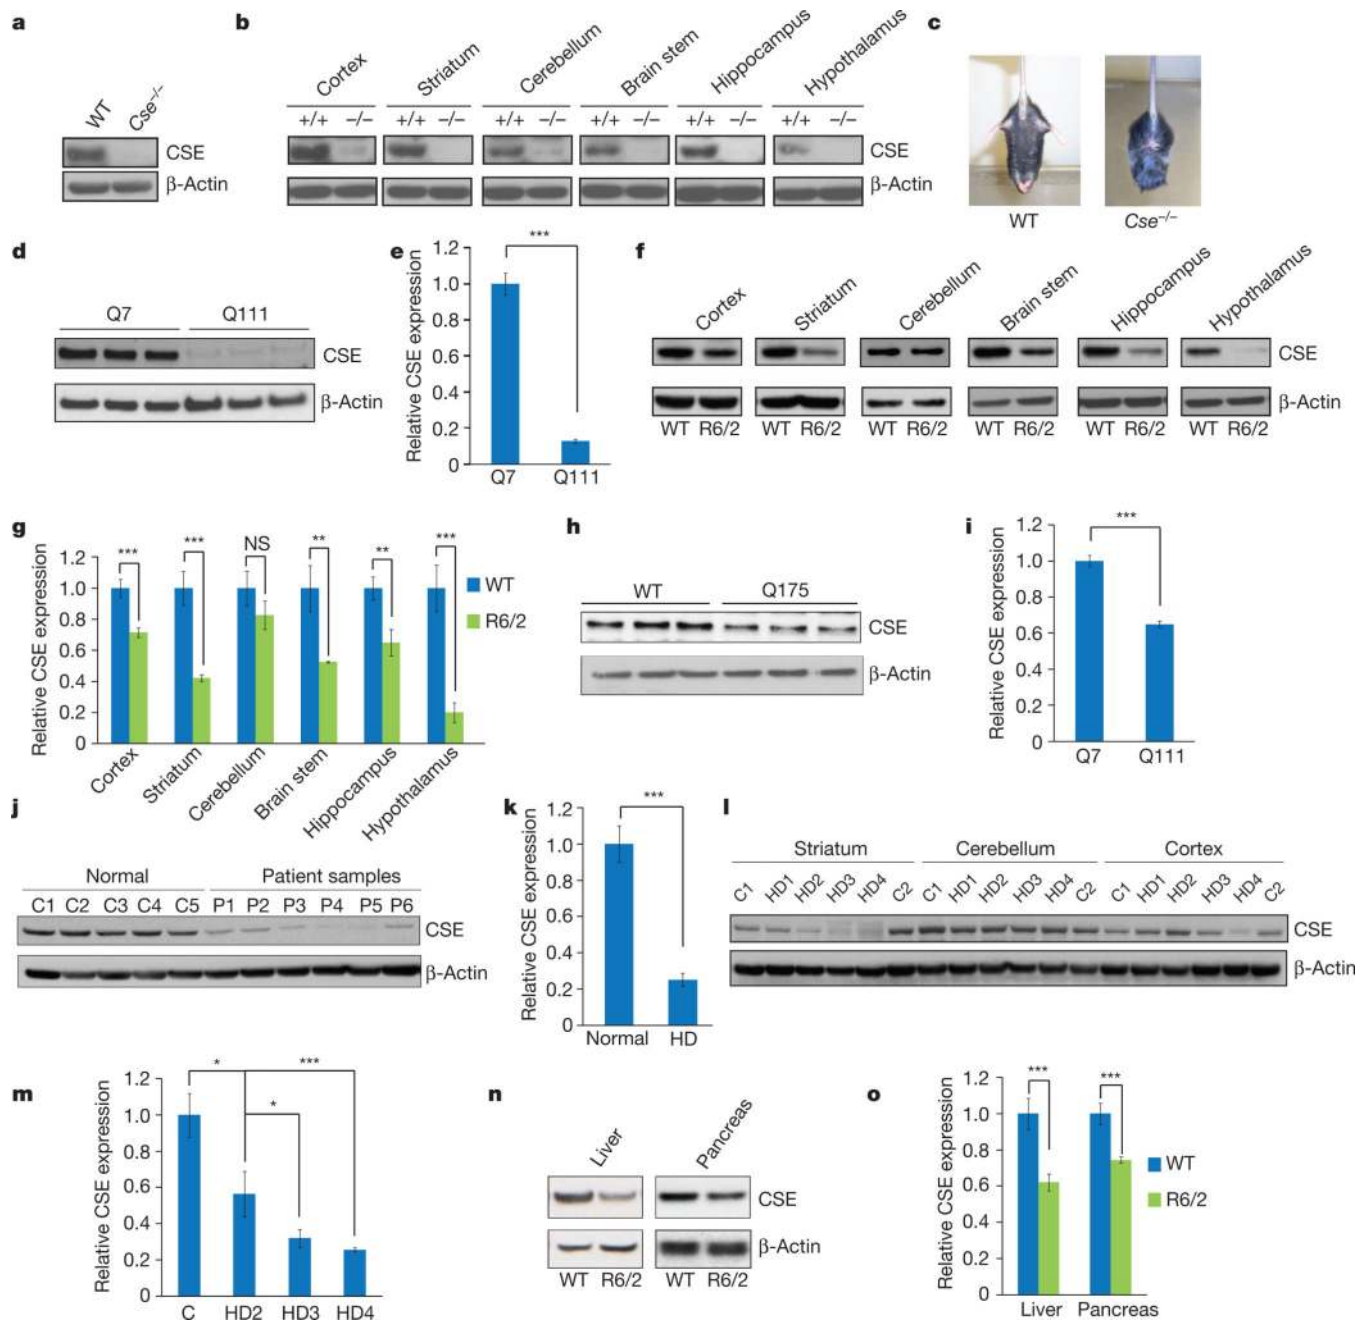 a
WT
Cse−/−
CSE
β-Actin
b
Cortex
Striatum
Cerebellum
Brain stem
Hippocampus
Hypothalamus
+/+ −/− +/+ −/− +/+ −/− +/+ −/− +/+ −/− +/+ −/−
CSE
β-Actin
c
WT
Cse−/−
d
Q7 Q111
CSE
β-Actin
e
Relative CSE expression
1.2
1.0
0.8
0.6
0.4
0.2
0
***
Q7 Q111
f
Cortex
Striatum
Cerebellum
Brain stem
Hippocampus
Hypothalamus
CSE
β-Actin
WT R6/2 WT R6/2 WT R6/2 WT R6/2 WT R6/2 WT R6/2
g
Relative CSE expression
1.2
1.0
0.8
0.6
0.4
0.2
0
*** *** NS ** ** ***
WT
R6/2
Cortex
Striatum
Cerebellum
Brain stem
Hippocampus
Hypothalamus
h
WT Q175
CSE
β-Actin
i
Relative CSE expression
1.2
1.0
0.8
0.6
0.4
0.2
0
***
Q7 Q111
j
Normal Patient samples
C1 C2 C3 C4 C5 P1 P2 P3 P4 P5 P6
CSE
β-Actin
k
Relative CSE expression
1.2
1.0
0.8
0.6
0.4
0.2
0
***
Normal HD
l
Striatum Cerebellum Cortex
C1 HD1 HD2 HD3 HD4 C2 C1 HD1 HD2 HD3 HD4 C2 C1 HD1 HD2 HD3 HD4 C2
CSE
β-Actin
m
Relative CSE expression
1.2
1.0
0.8
0.6
0.4
0.2
0
* ***
*
C HD2 HD3 HD4
n
Liver
Pancreas
CSE
β-Actin
WT R6/2 WT R6/2
o
Relative CSE expression
1.2
1.0
0.8
0.6
0.4
0.2
0
*** ***
WT
R6/2
Liver Pancreas